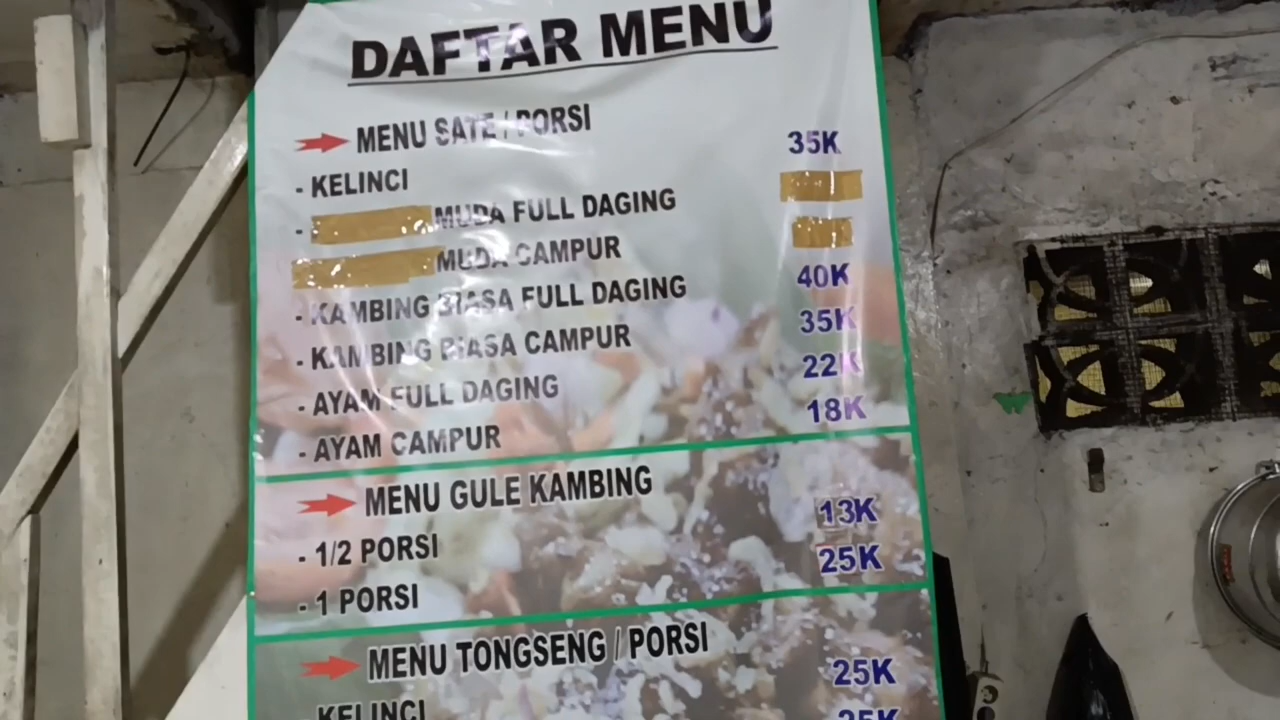 DAFTAR MENU
MENU SATE / PORSI
- KELINCI 35K
- MUDA FULL DAGING
MUDA CAMPUR
- KAMBING BIASA FULL DAGING 40K
- KAMBING BIASA CAMPUR 35K
- AYAM FULL DAGING 22K
- AYAM CAMPUR 18K
MENU GULE KAMBING
- 1/2 PORSI 13K
- 1 PORSI 25K
MENU TONGSENG / PORSI
- KELINCI 25K
25K